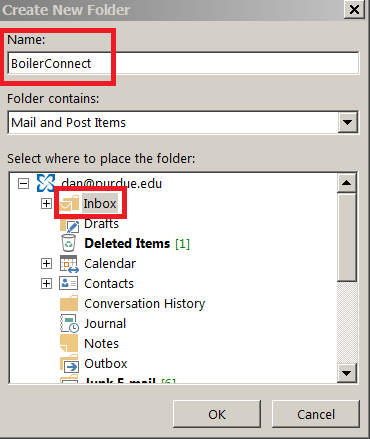 Create New Folder
Name:
BoilerConnect
Folder contains:
Mail and Post Items
Select where to place the folder:
dan@purdue.edu
Inbox
Drafts
Deleted Items [1]
Calendar
Contacts
Conversation History
Journal
Notes
Outbox
Junk E-mail [6]
OK Cancel